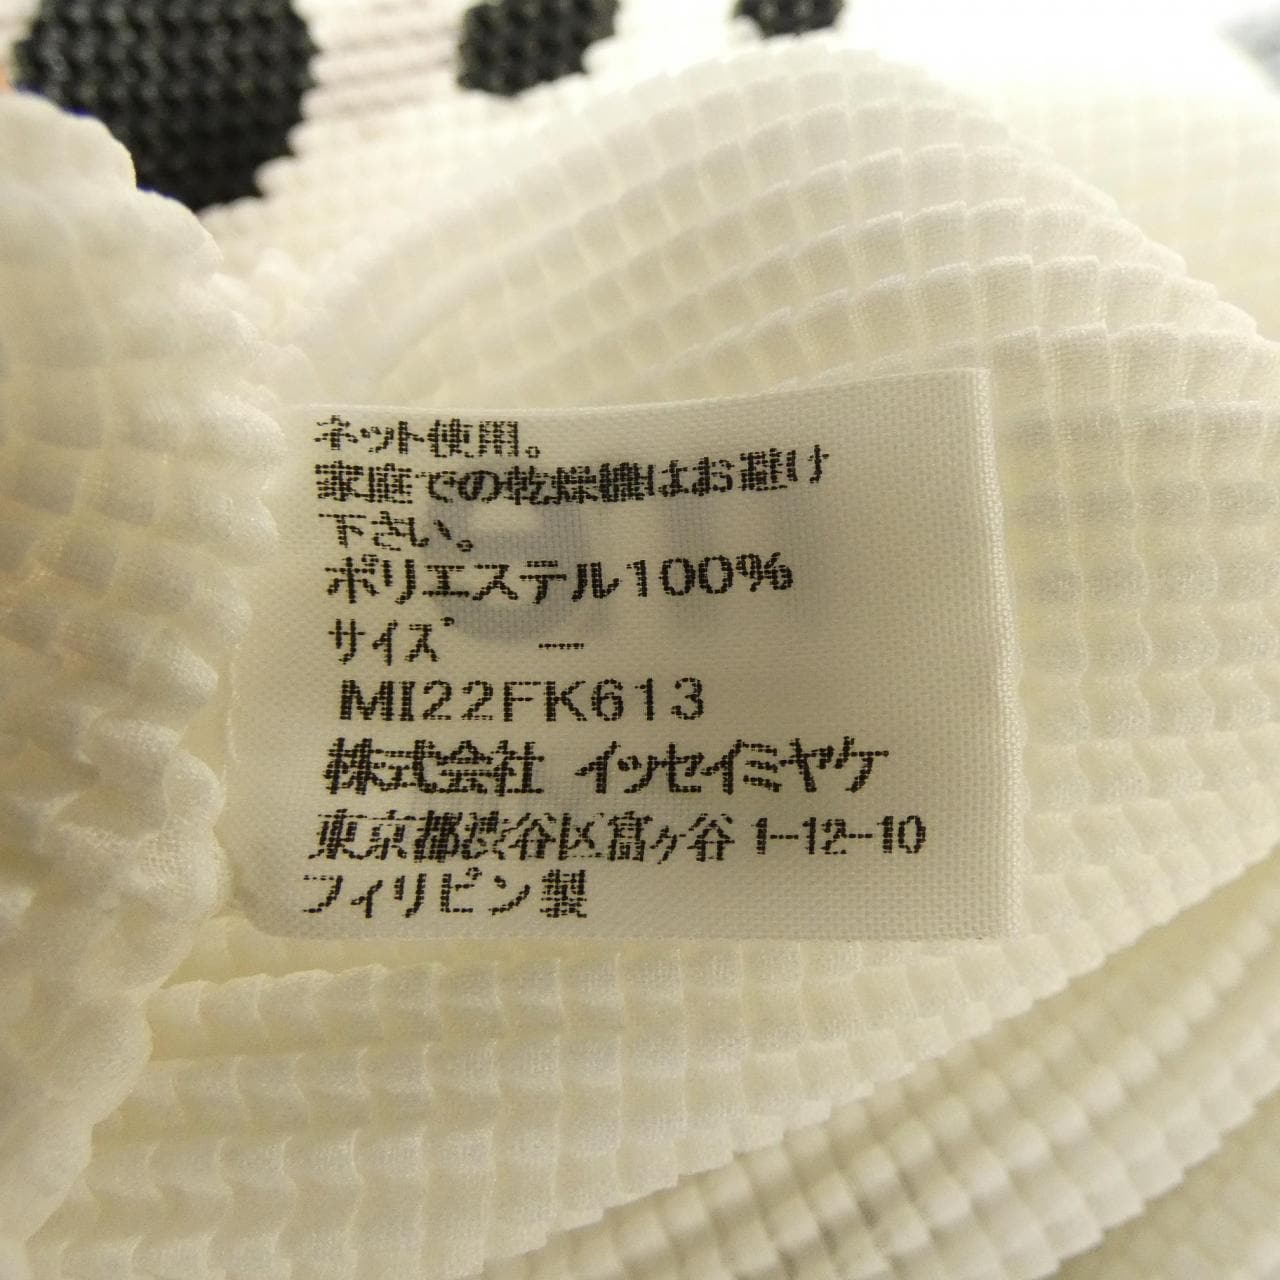 ネット使用。
家庭での乾燥機はお避け
下さい。
ポリエステル100%
サイズ ー
MI22FK613
株式会社 イッセイミヤケ
東京都渋谷区富ヶ谷 1-12-10
フィリピン製